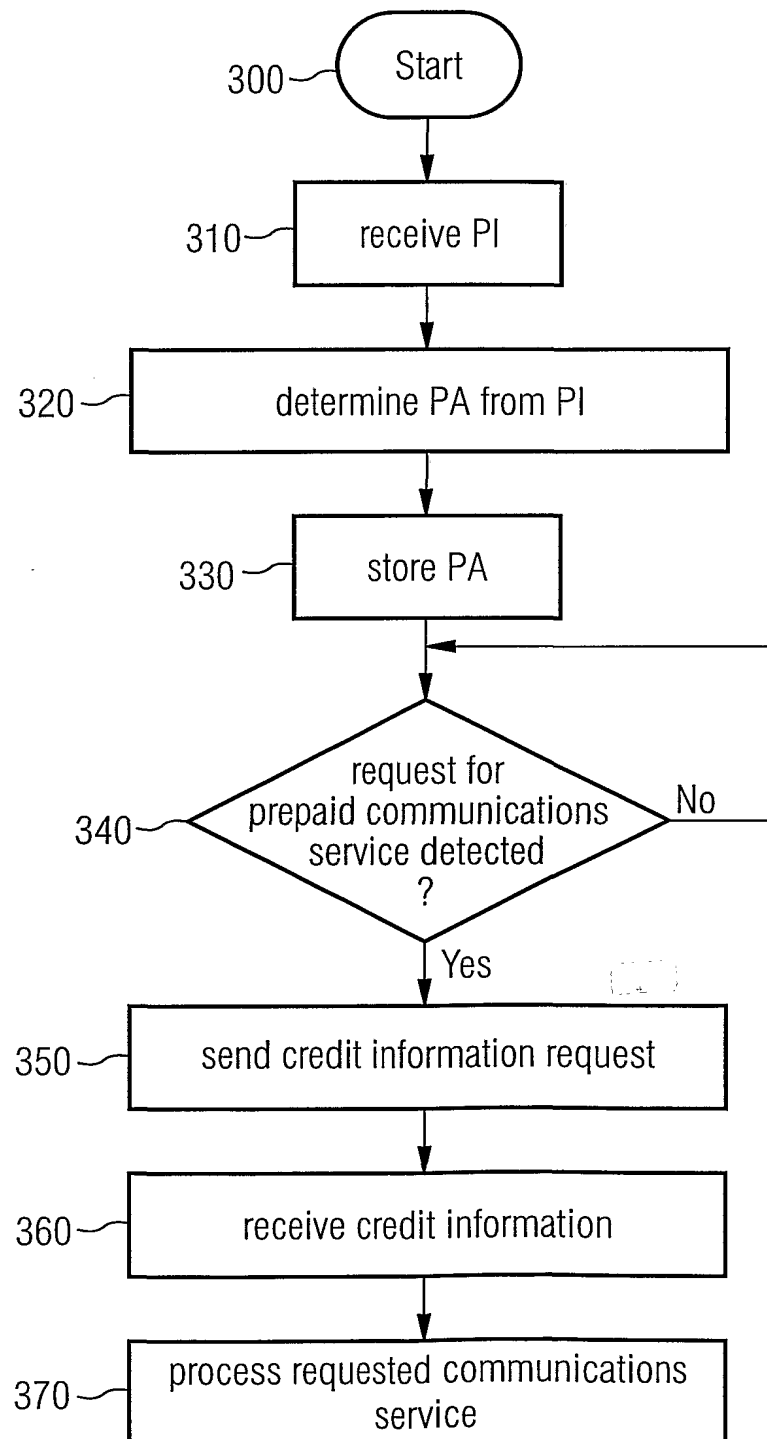 Start
300
receive PI
310
determine PA from PI
320
store PA
330
request for
prepaid communications
service detected
?
340
No
Yes
send credit information request
350
receive credit information
360
process requested communications
service
370